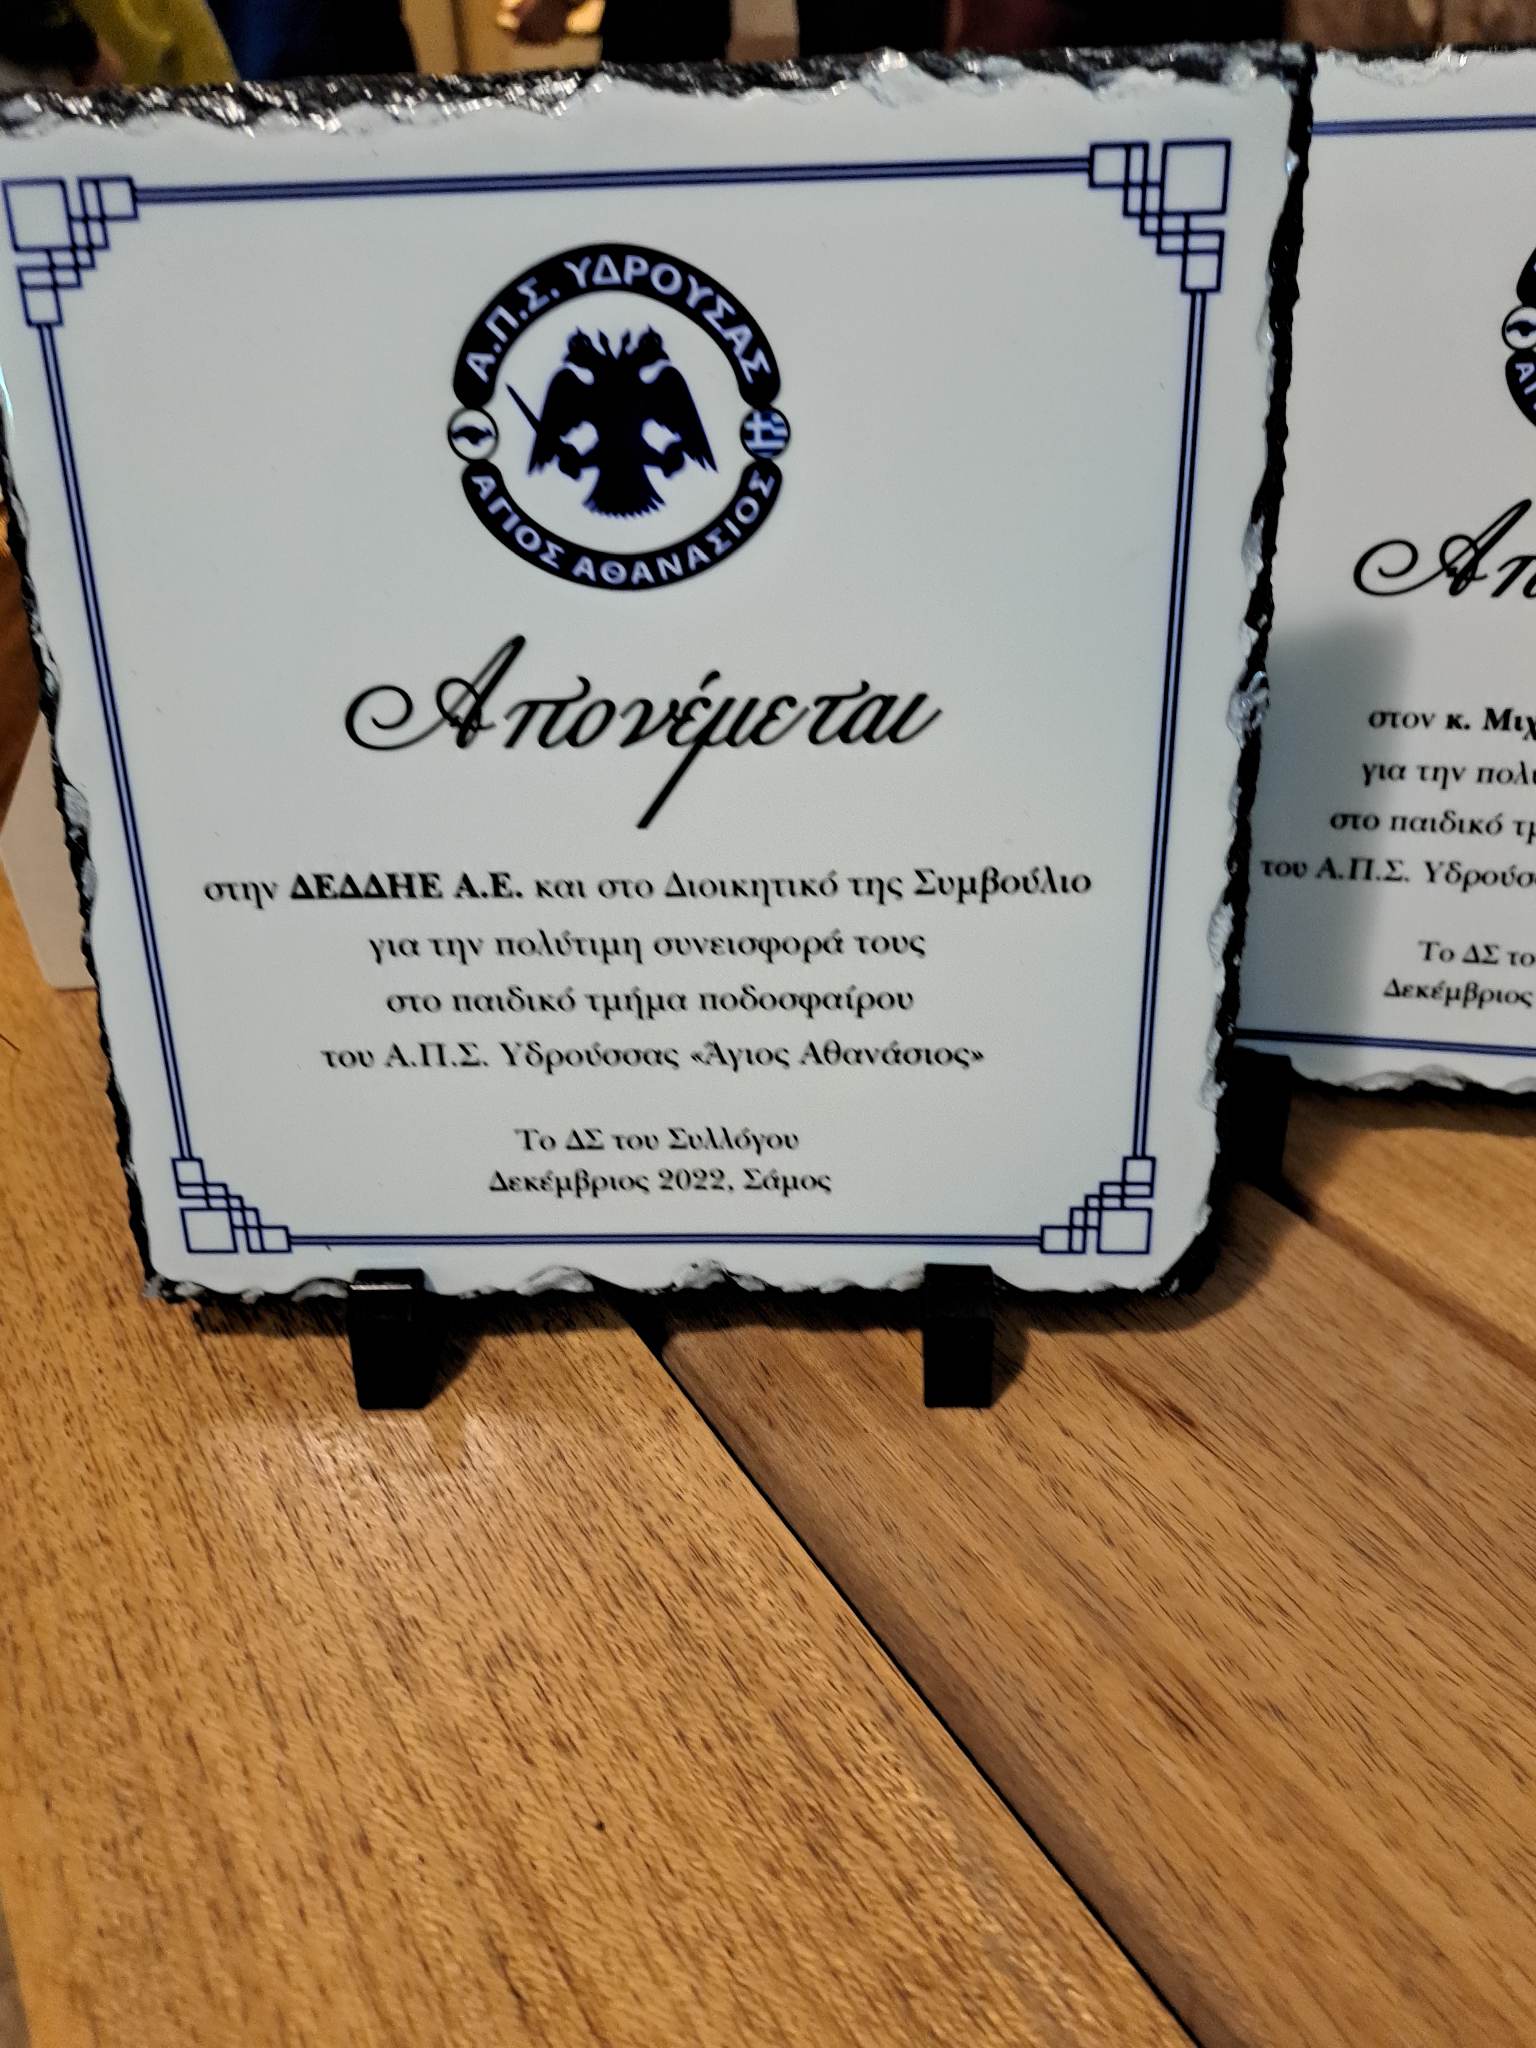 Α.Π.Σ. ΥΔΡΟΥΣΑΣ
ΑΓΙΟΣ ΑΘΑΝΑΣΙΟΣ
Απονέμεται
στην ΔΕΔΔΗΕ Α.Ε. και στο Διοικητικό της Συμβούλιο
για την πολύτιμη συνεισφορά τους
στο παιδικό τμήμα ποδοσφαίρου
του Α.Π.Σ. Υδρούσσας «Άγιος Αθανάσιος»
Το ΔΣ του Συλλόγου
Δεκέμβριος 2022, Σάμος
στον κ.
για την
στο παιδικό
του Α.Π.Σ.
Το ΔΣ
Δεκέμβριος